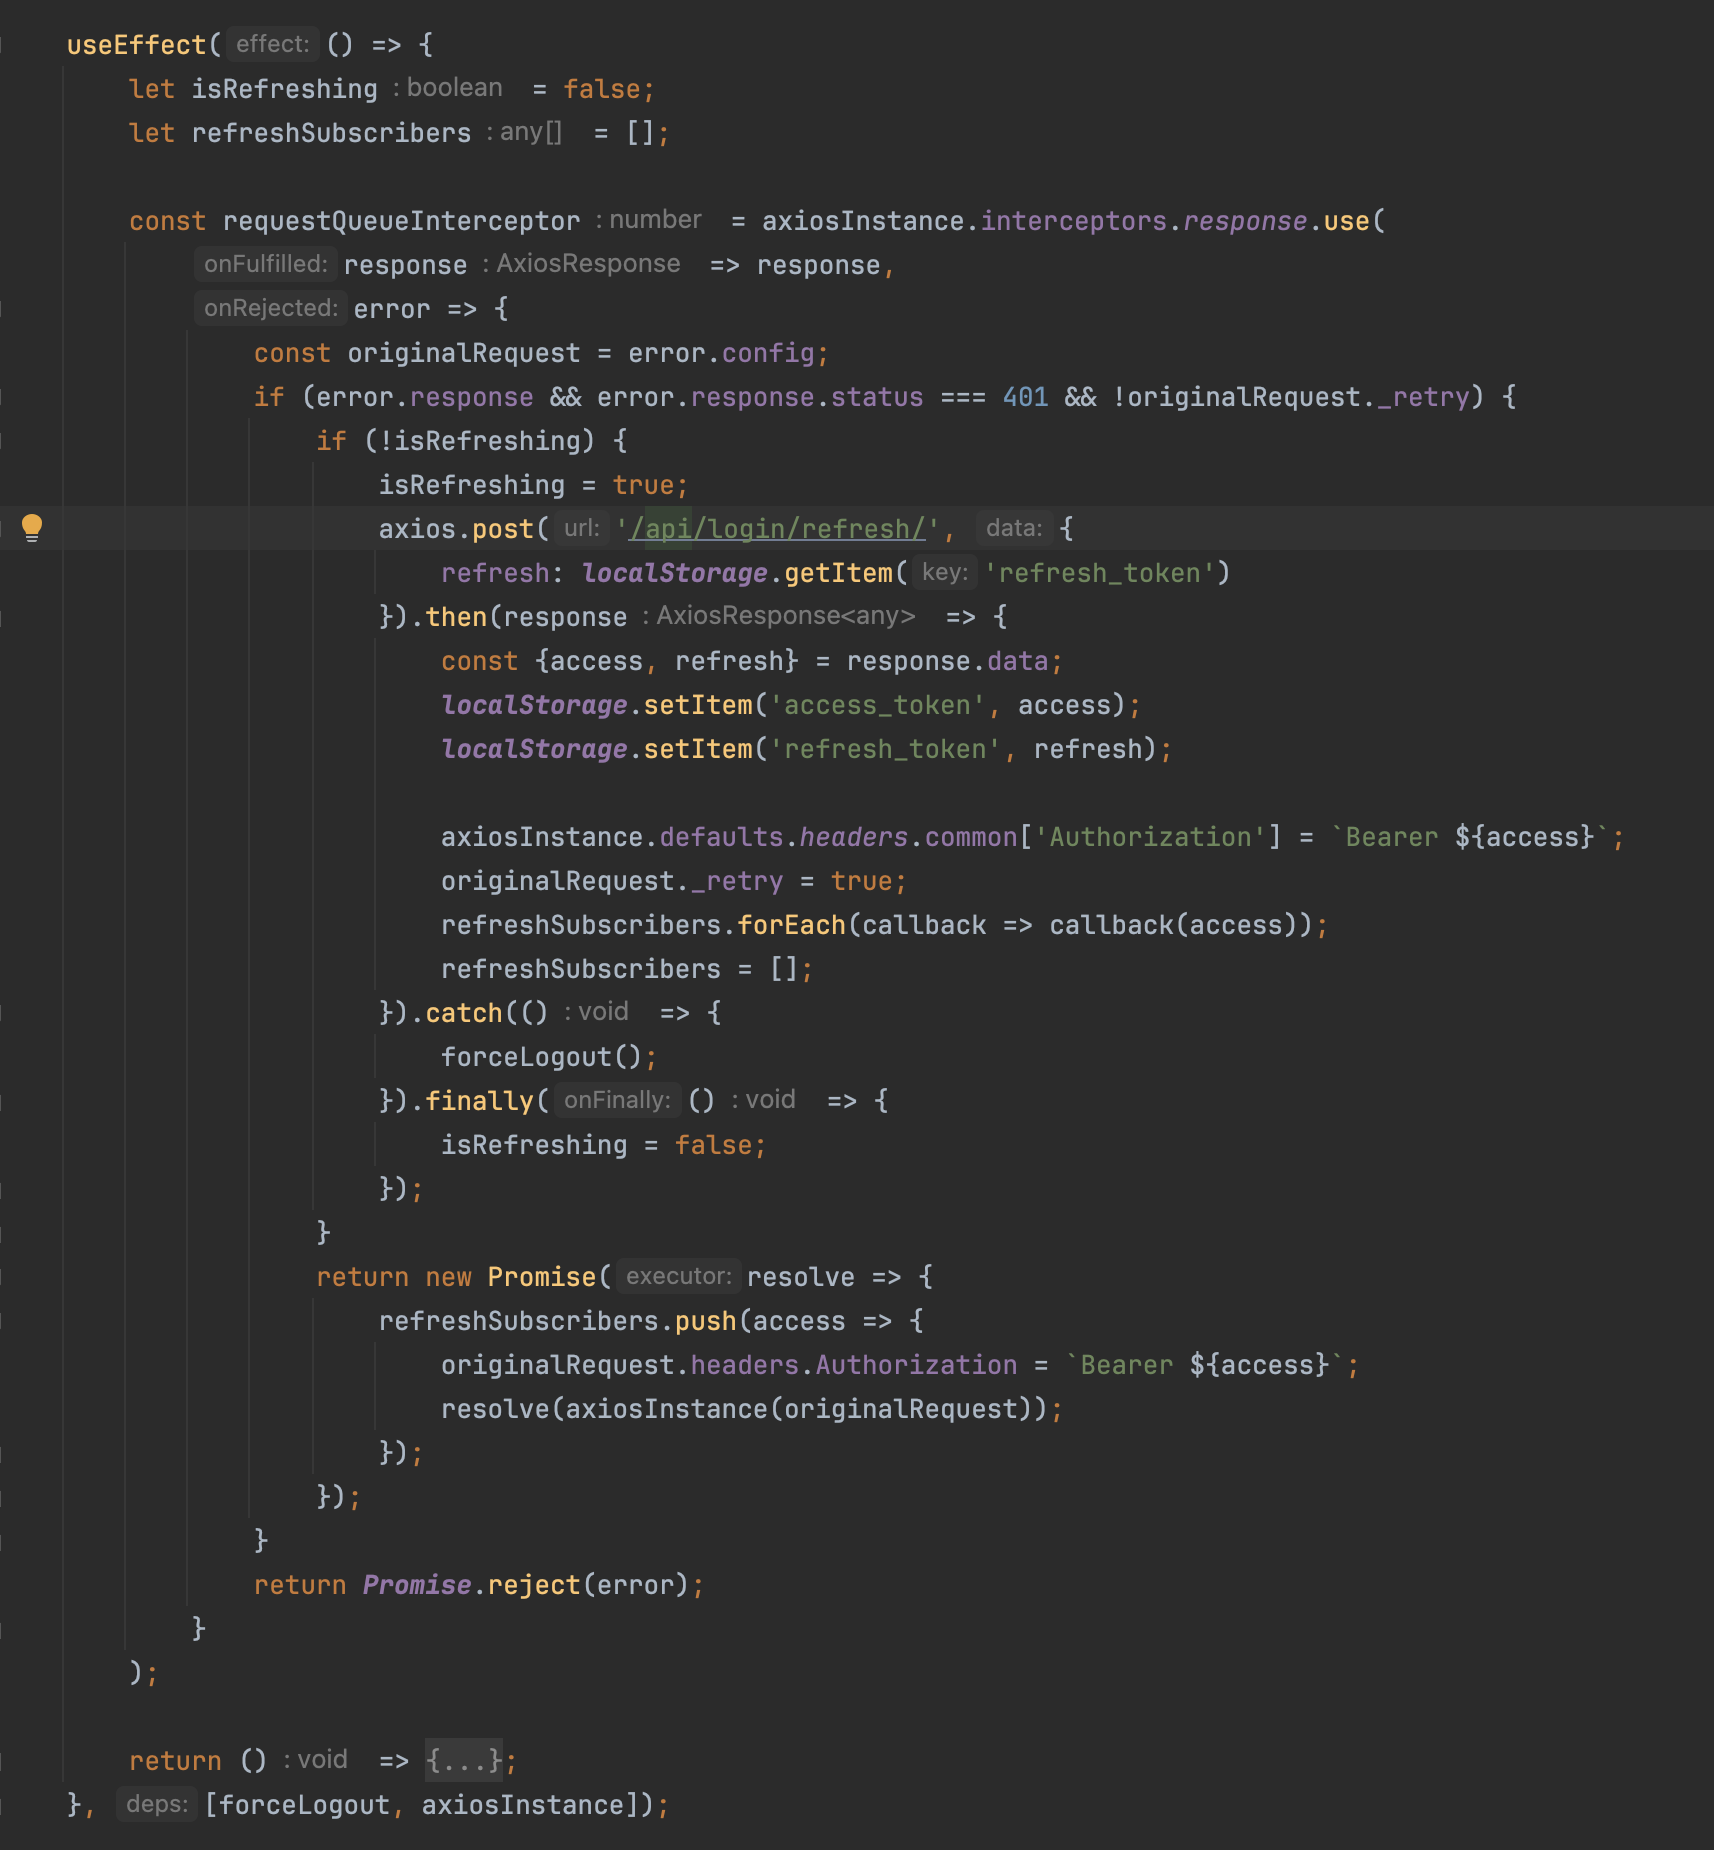 useEffect( effect: () => {
let isRefreshing : boolean = false;
let refreshSubscribers : any[] = [];
const requestQueueInterceptor : number = axiosInstance.interceptors.response.use(
onFulfilled: response : AxiosResponse => response,
onRejected: error => {
const originalRequest = error.config;
if (error.response && error.response.status === 401 && !originalRequest._retry) {
if (!isRefreshing) {
isRefreshing = true;
axios.post( url: '/api/login/refresh/', data: {
refresh: localStorage.getItem( key: 'refresh_token')
}).then(response : AxiosResponse<any> => {
const {access, refresh} = response.data;
localStorage.setItem('access_token', access);
localStorage.setItem('refresh_token', refresh);
axiosInstance.defaults.headers.common['Authorization'] = `Bearer ${access}`;
originalRequest._retry = true;
refreshSubscribers.forEach(callback => callback(access));
refreshSubscribers = [];
}).catch(() : void => {
forceLogout();
}).finally( onFinally: () : void => {
isRefreshing = false;
});
}
return new Promise( executor: resolve => {
refreshSubscribers.push(access => {
originalRequest.headers.Authorization = `Bearer ${access}`;
resolve(axiosInstance(originalRequest));
});
});
}
return Promise.reject(error);
}
);
return () : void => {...};
}, deps: [forceLogout, axiosInstance]);